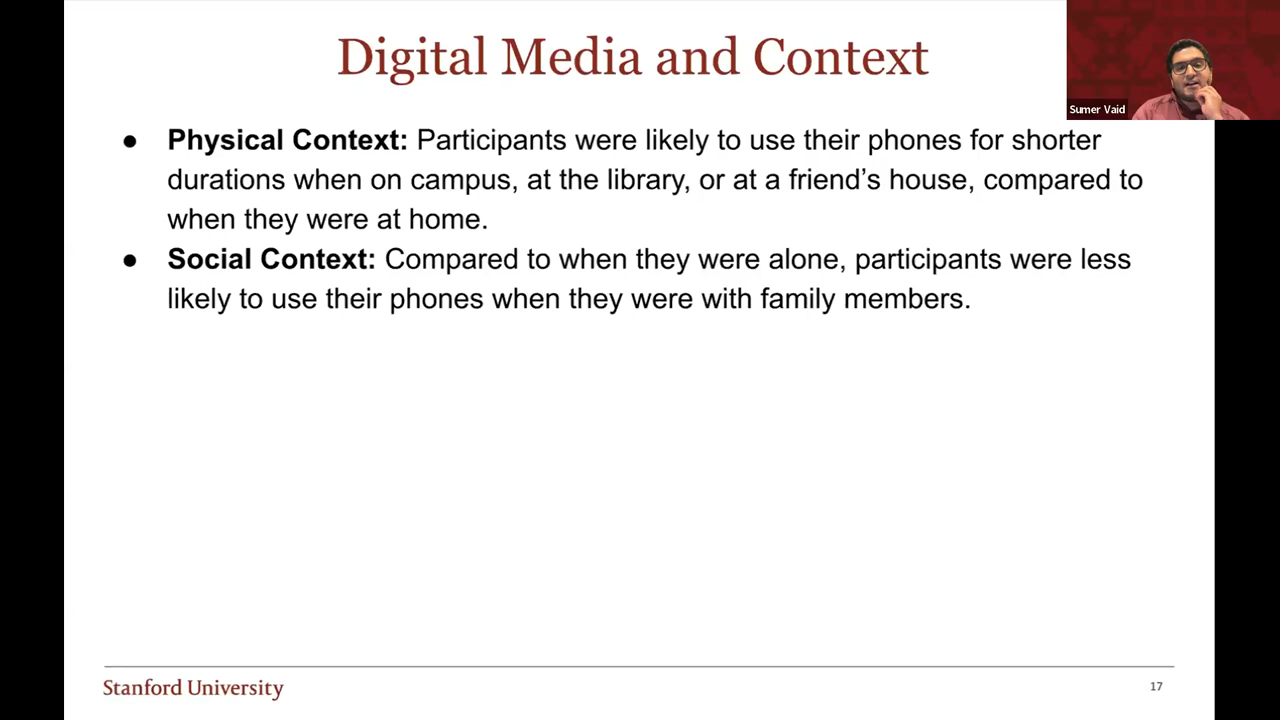 Digital Media and Context
Sumer Vaid
● Physical Context: Participants were likely to use their phones for shorter
durations when on campus, at the library, or at a friend’s house, compared to
when they were at home.
● Social Context: Compared to when they were alone, participants were less
likely to use their phones when they were with family members.
Stanford University
17